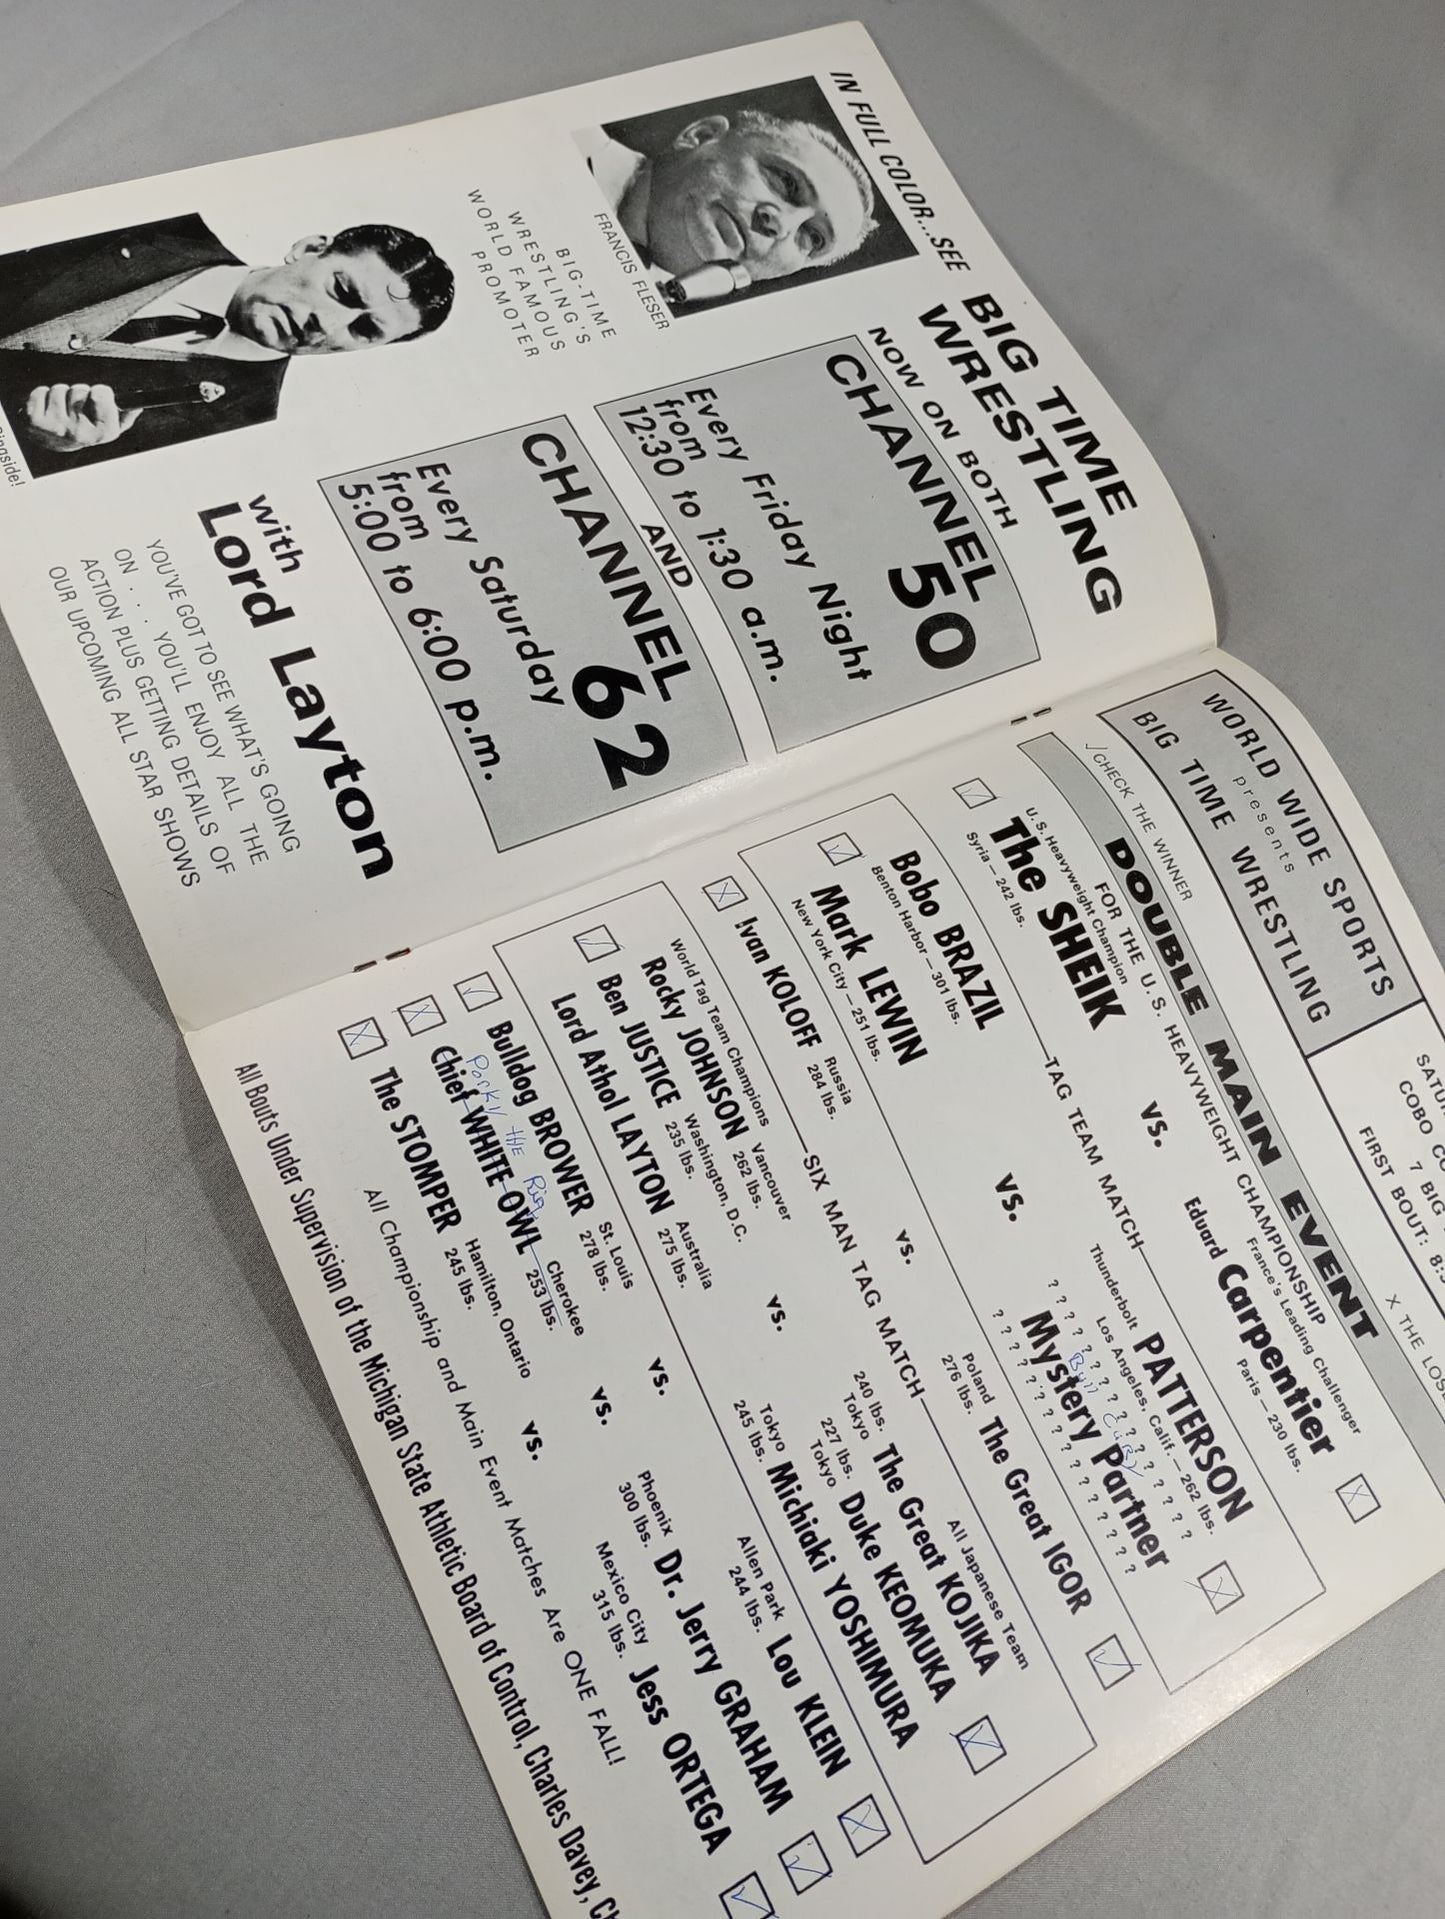 IN FULL COLOR...SEE
BIG TIME
WRESTLING
NOW ON BOTH
FRANCIS FLESER
CHANNEL
50
Every Friday Night
from
12:30 to 1:30 a.m.
BIG-TIME
WRESTLING'S
WORLD FAMOUS
PROMOTER
AND
CHANNEL
62
Every Saturday
from
5:00 to 6:00 p.m.
Ringside!
with
Lord Layton
YOU'VE GOT TO SEE WHAT'S GOING
ON . . . YOU'LL ENJOY ALL THE
ACTION PLUS GETTING DETAILS OF
OUR UPCOMING ALL STAR SHOWS
WORLD WIDE SPORTS
presents
BIG TIME WRESTLING
COBO
7 BIG
FIRST BOUT:
√CHECK THE WINNER
X THE
DOUBLE MAIN EVENT
FOR THE U.S. HEAVYWEIGHT CHAMPIONSHIP
U.S. Heavyweight Champion
The SHEIK
Syria — 242 lbs.
vs.
France's Leading Challenger
Eduard Carpentier
Paris — 230 lbs.
TAG TEAM MATCH
Bobo BRAZIL
Benton Harbor — 301 lbs.
Mark LEWIN
New York City — 251 lbs.
vs.
Thunderbolt PATTERSON
Los Angeles, Calif. — 262 lbs.
? ? ? ? ? ? ? ? ? ? ? ? ? ?
Bull Curry
Mystery Partner
? ? ? ? ? ? ? ? ? ? ? ? ? ?
Ivan KOLOFF Russia 284 lbs.
vs.
Poland 276 lbs. The Great IGOR
SIX MAN TAG MATCH
World Tag Team Champions
Rocky JOHNSON Vancouver 262 lbs.
Ben JUSTICE Washington, D.C. 235 lbs.
Lord Athol LAYTON Australia 275 lbs.
vs.
All Japanese Team
Tokyo 240 lbs. The Great KOJIKA
Tokyo 227 lbs. Duke KEOMUKA
Tokyo 245 lbs. Michiaki YOSHIMURA
Bulldog BROWER St. Louis 278 lbs.
vs.
Allen Park 244 lbs. Lou KLEIN
Chief WHITE OWL Cherokee 253 lbs.
vs.
Phoenix 300 lbs. Dr. Jerry GRAHAM
The STOMPER Hamilton, Ontario 245 lbs.
vs.
Mexico City 315 lbs. Jess ORTEGA
All Championship and Main Event Matches Are ONE FALL!
All Bouts Under Supervision of the Michigan State Athletic Board of Control, Charles Davey,